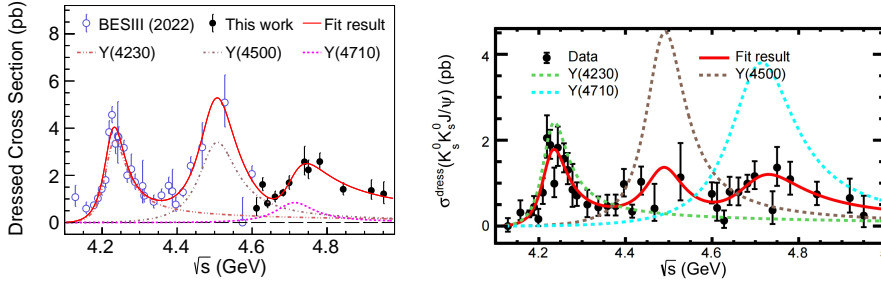 Dressed Cross Section (pb)
BESIII (2022) This work Fit result
Y(4230) Y(4500) Y(4710)
8
6
4
2
0
4.2 4.4 4.6 4.8
√s (GeV)
σ^dress(K_s^0K_s^0J/ψ) (pb)
Data Fit result
Y(4230) Y(4500)
Y(4710)
4
2
0
4.2 4.4 4.6 4.8
√s (GeV)